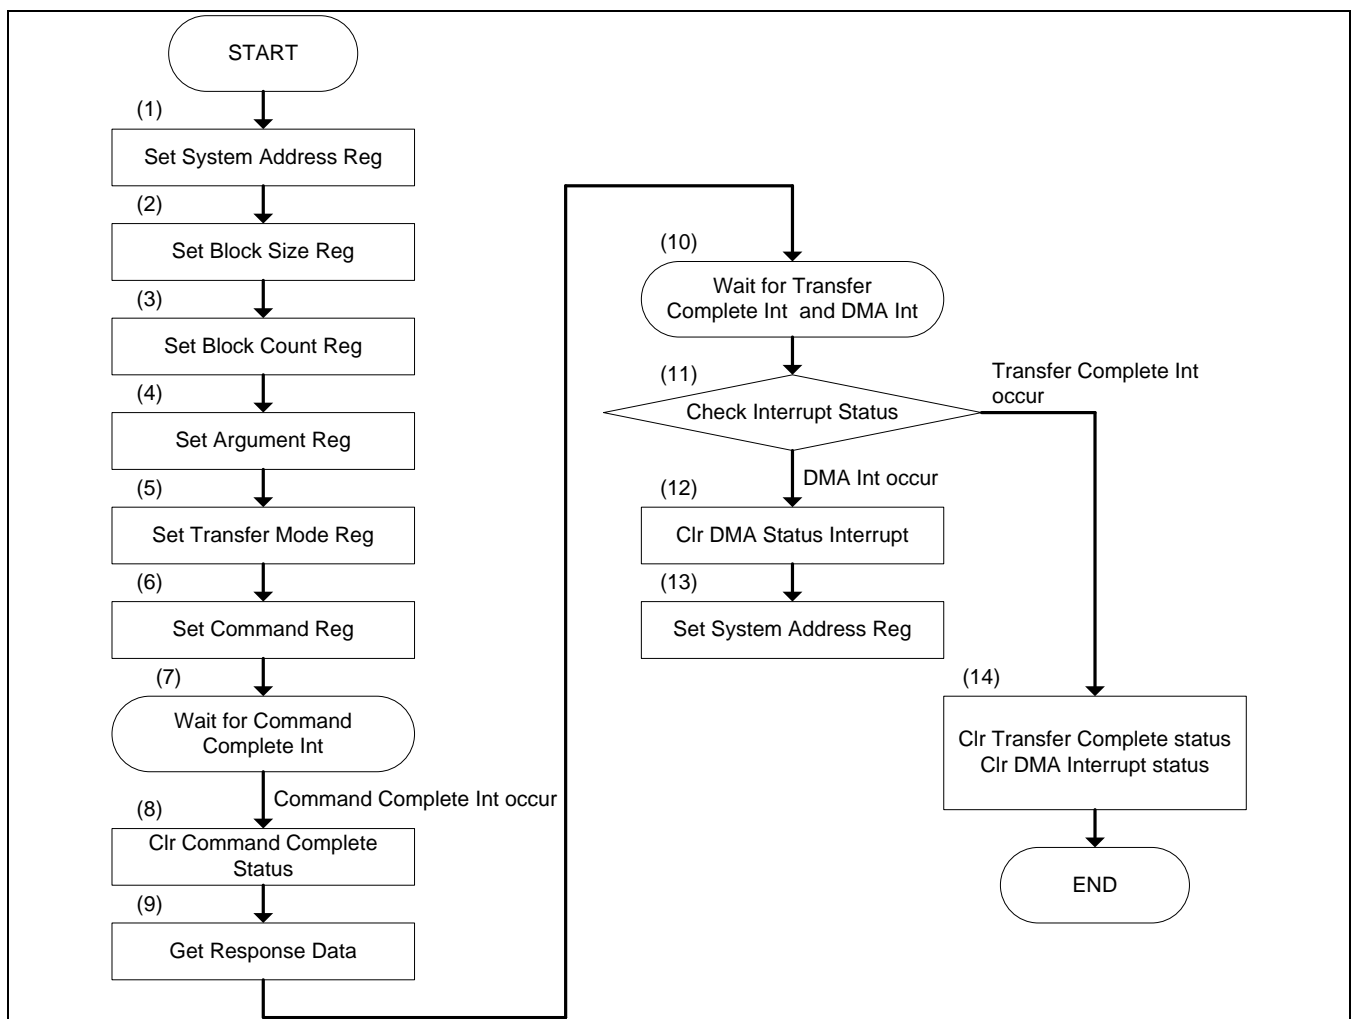 START
(1)
Set System Address Reg
(2)
Set Block Size Reg
(3)
Set Block Count Reg
(4)
Set Argument Reg
(5)
Set Transfer Mode Reg
(6)
Set Command Reg
(7)
Wait for Command
Complete Int
Command Complete Int occur
(8)
Clr Command Complete
Status
(9)
Get Response Data
(10)
Wait for Transfer
Complete Int and DMA Int
(11)
Check Interrupt Status
Transfer Complete Int
occur
DMA Int occur
(12)
Clr DMA Status Interrupt
(13)
Set System Address Reg
(14)
Clr Transfer Complete status
Clr DMA Interrupt status
END